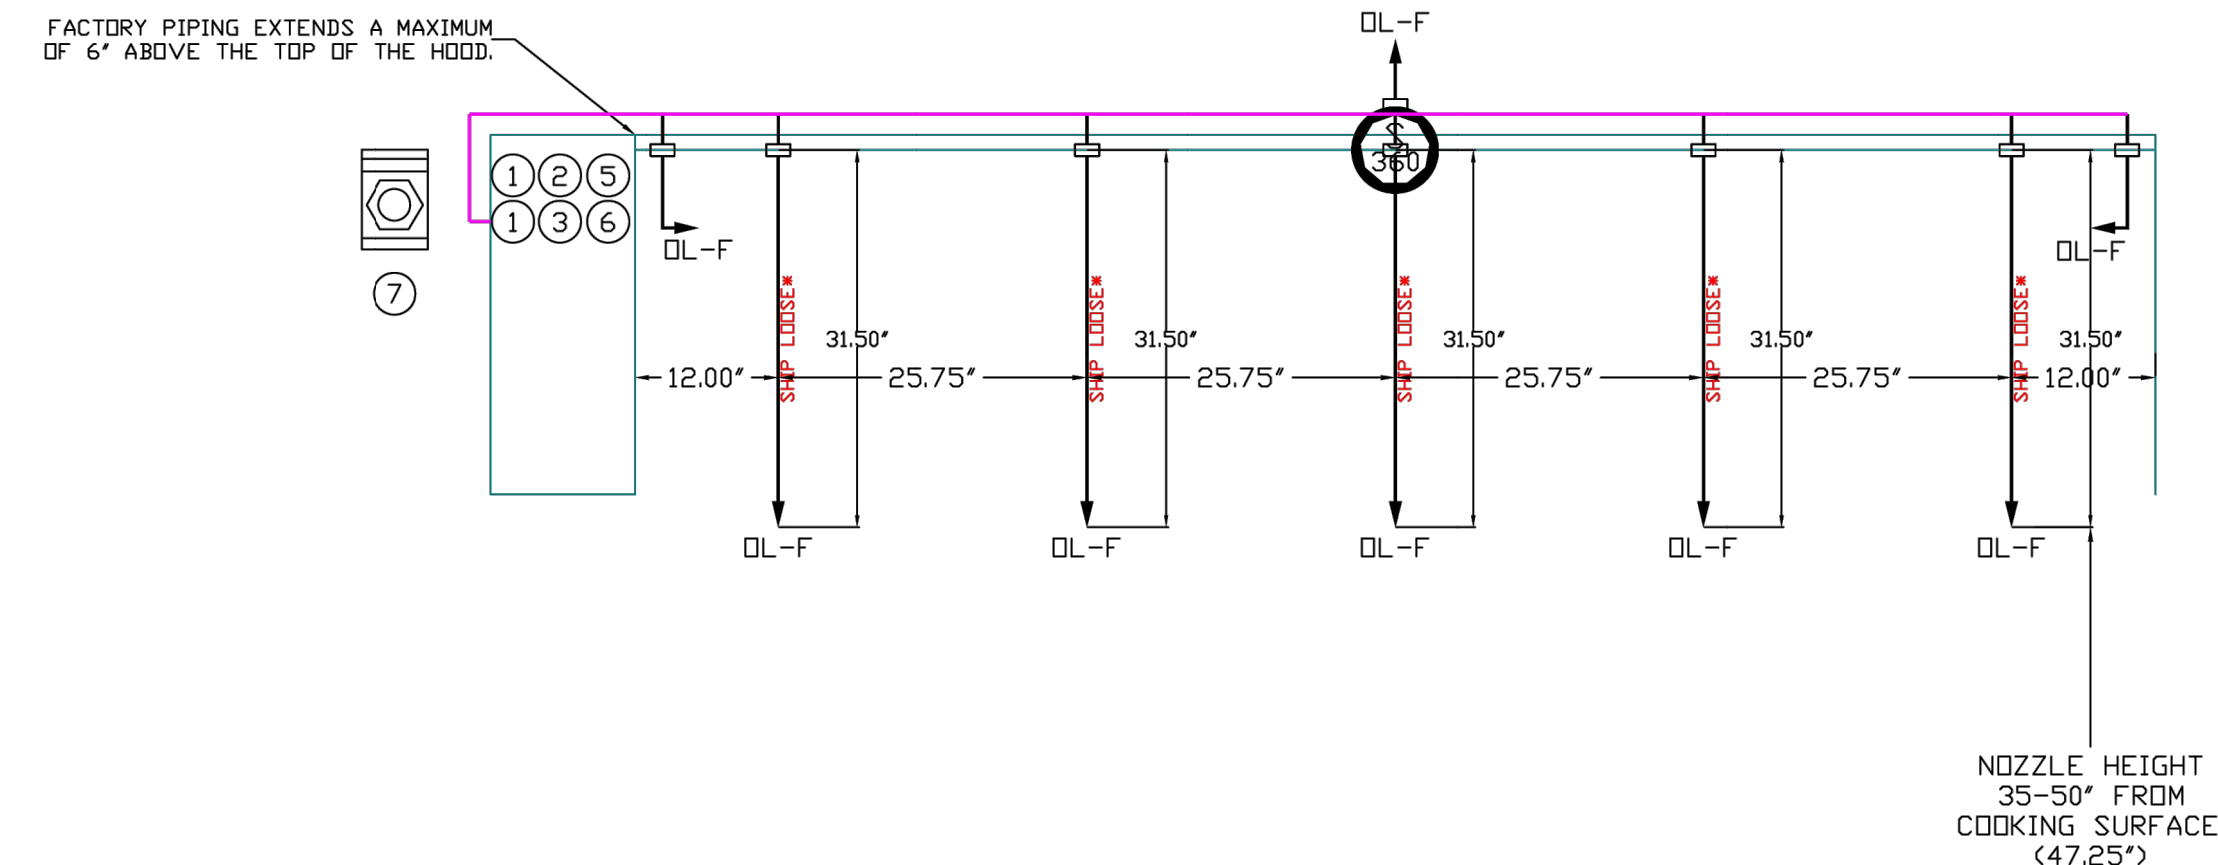 OL-F
FACTORY PIPING EXTENDS A MAXIMUM
OF 6" ABOVE THE TOP OF THE HOOD.
S
360
1 2 5
1 3 6
7
OL-F
OL-F
SHIP LOOSE*
SHIP LOOSE*
SHIP LOOSE*
SHIP LOOSE*
SHIP LOOSE*
31.50" 31.50" 31.50" 31.50" 31.50"
12.00" 25.75" 25.75" 25.75" 25.75" 12.00"
OL-F OL-F OL-F OL-F OL-F
NOZZLE HEIGHT
35-50" FROM
COOKING SURFACE
(47.25")